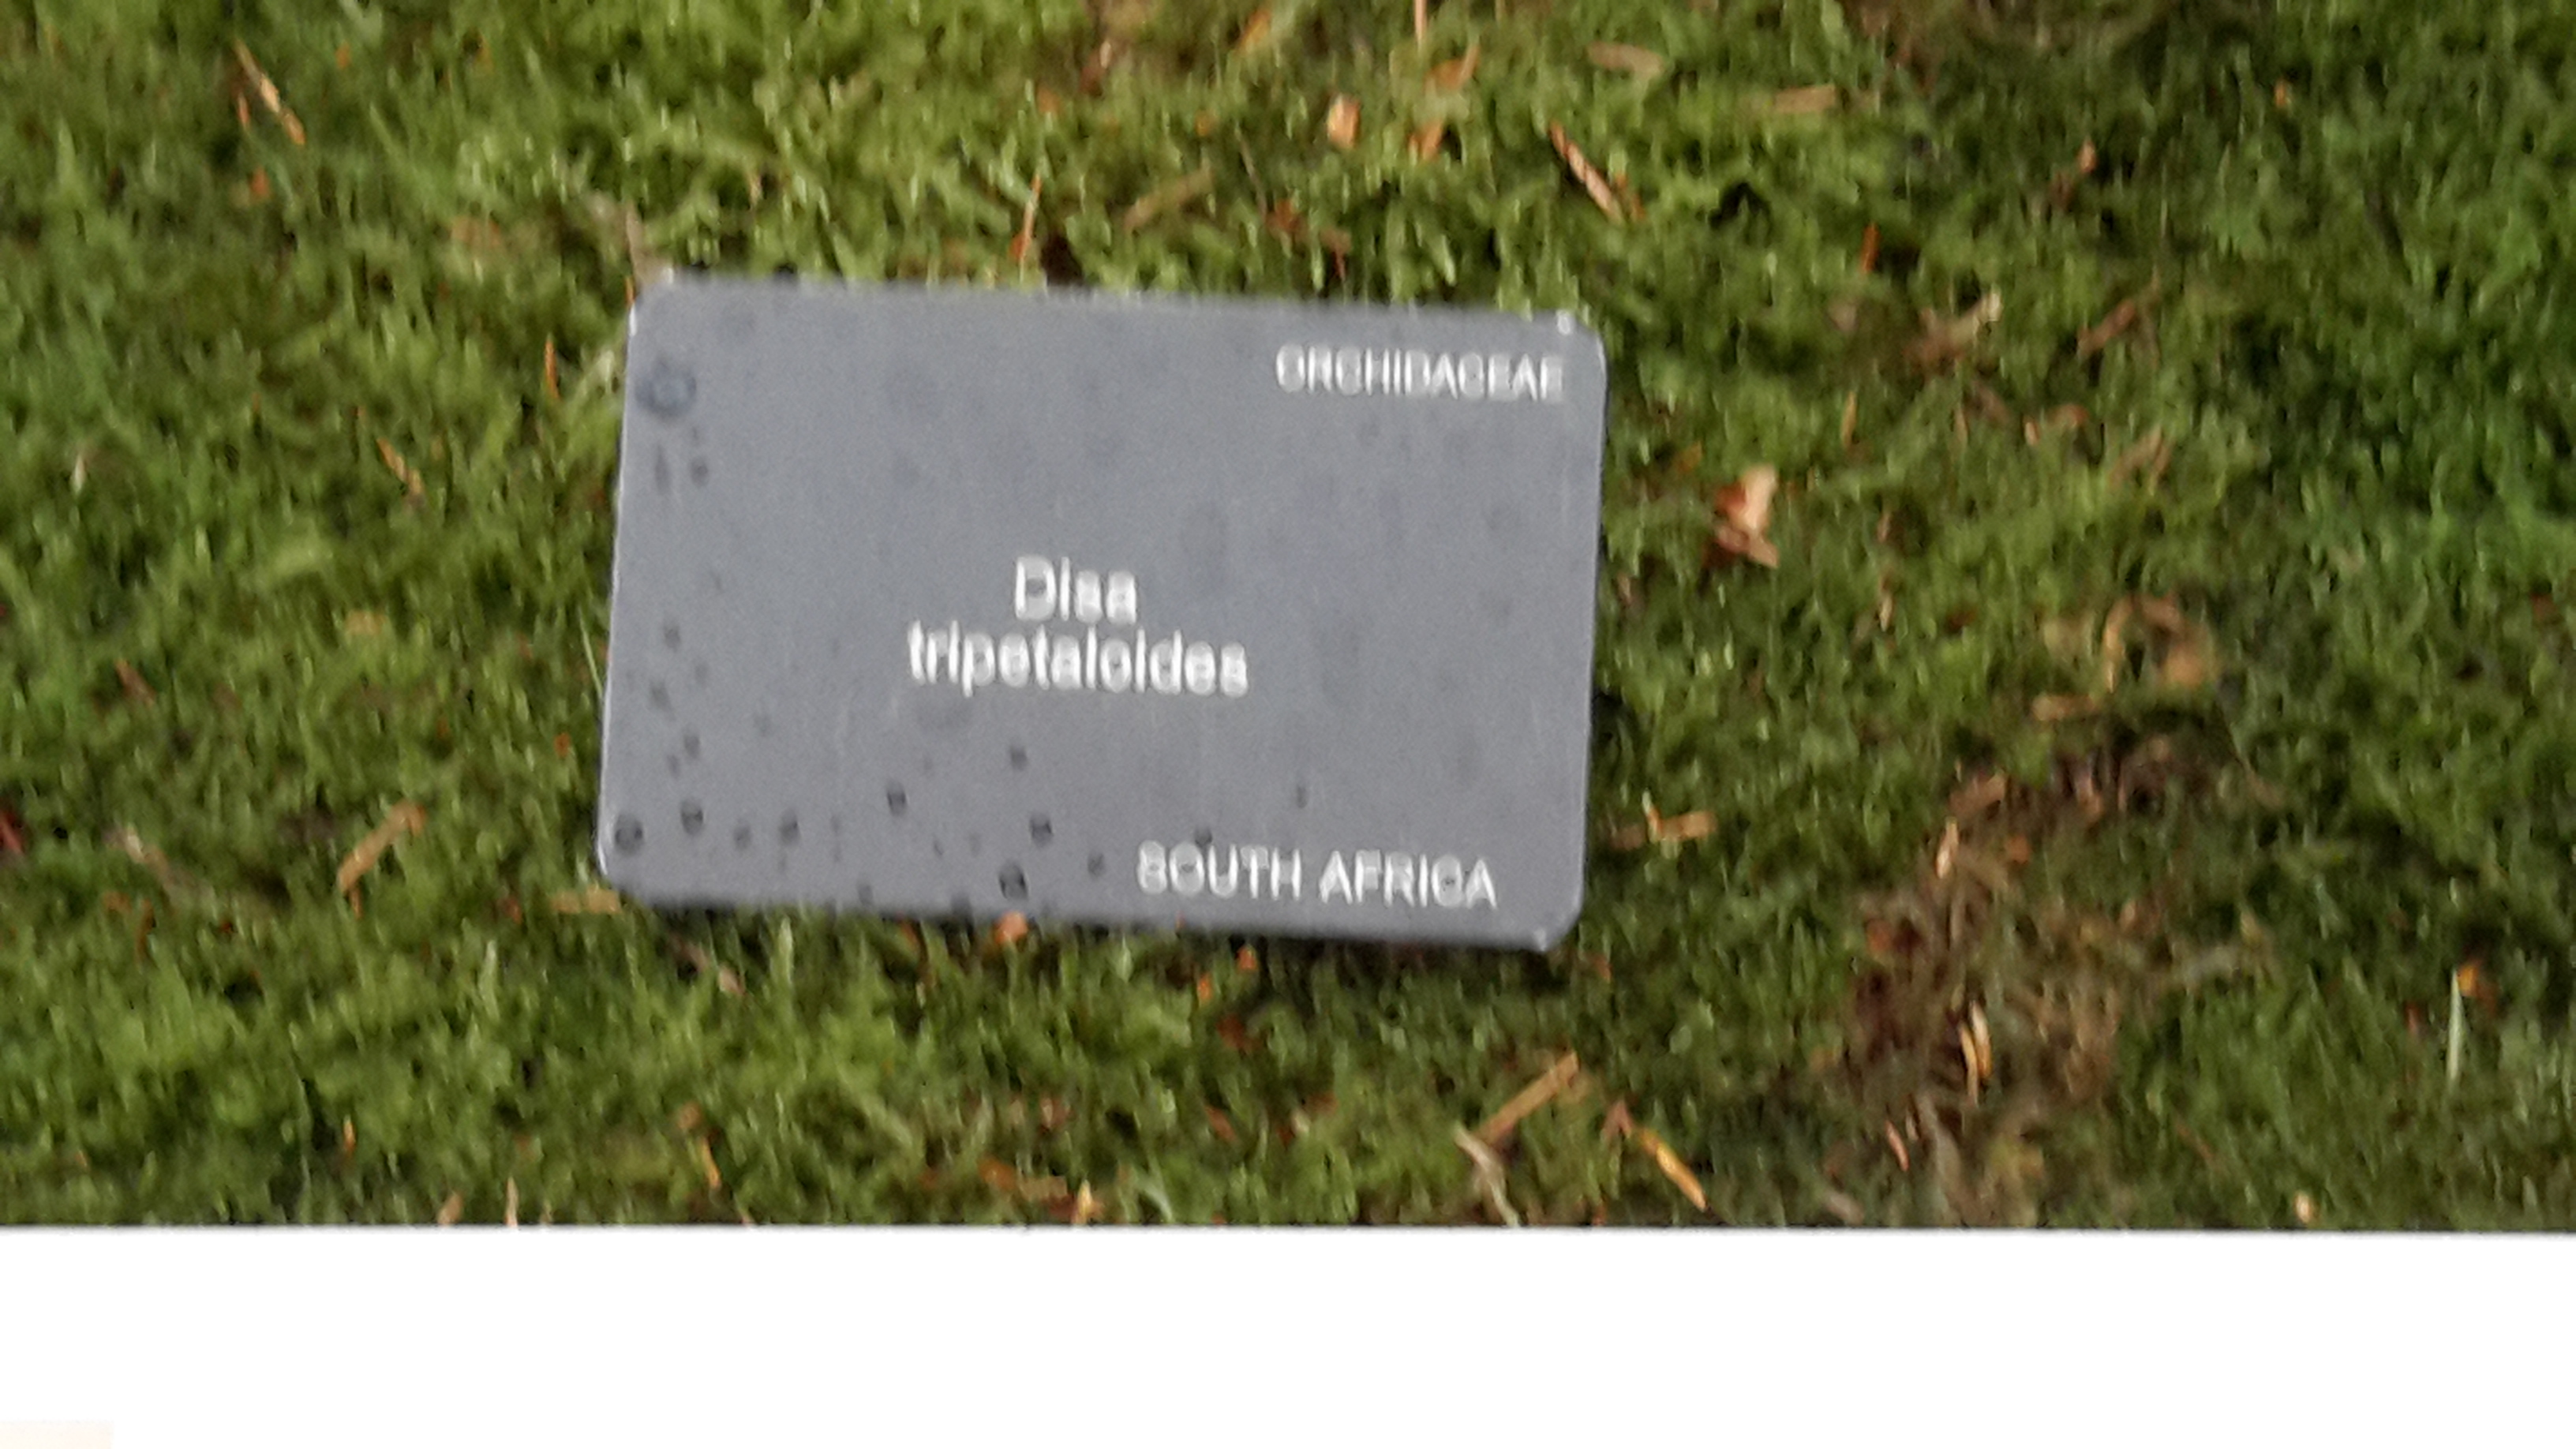 ORCHIDACEAE
Disa
tripetaloides
SOUTH AFRICA